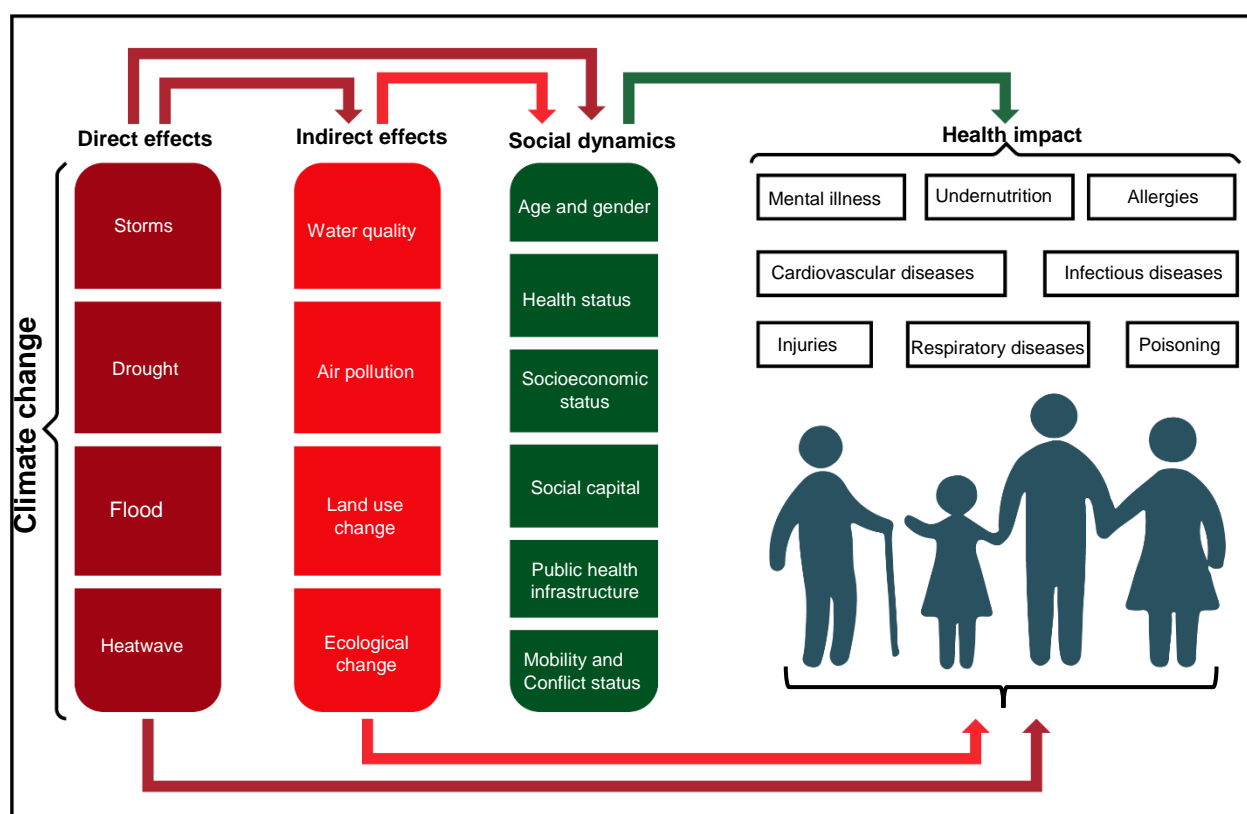 Climate change
Direct effects
Storms
Drought
Flood
Heatwave
Indirect effects
Water quality
Air pollution
Land use
change
Ecological
change
Social dynamics
Age and gender
Health status
Socioeconomic
status
Social capital
Public health
infrastructure
Mobility and
Conflict status
Health impact
Mental illness
Undernutrition
Allergies
Cardiovascular diseases
Infectious diseases
Injuries
Respiratory diseases
Poisoning